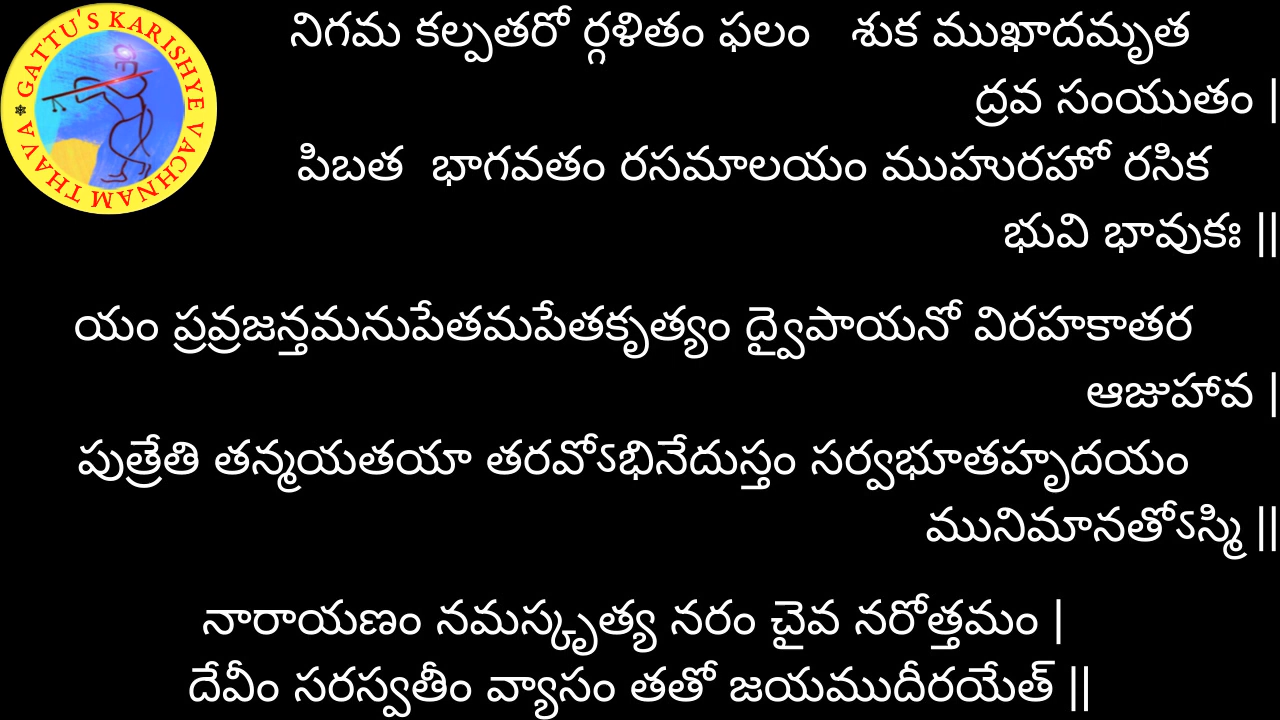 GATTU'S KARISHYE VACHNAM THAVA
నిగమ కల్పతరో ర్గళితం ఫలం శుక ముఖాదమృత
ద్రవ సంయుతం |
పిబత భాగవతం రసమాలయం ముహురహో రసిక
భువి భావుకః ||
యం ప్రవ్రజన్తమనుపేతమపేతకృత్యం ద్వైపాయనో విరహకాతర
ఆజుహావ |
పుత్రేతి తన్మయతయా తరవోఽభినేదుస్తం సర్వభూతహృదయం
మునిమానతోఽస్మి ||
నారాయణం నమస్కృత్య నరం చైవ నరోత్తమం |
దేవీం సరస్వతీం వ్యాసం తతో జయముదీరయేత్ ||